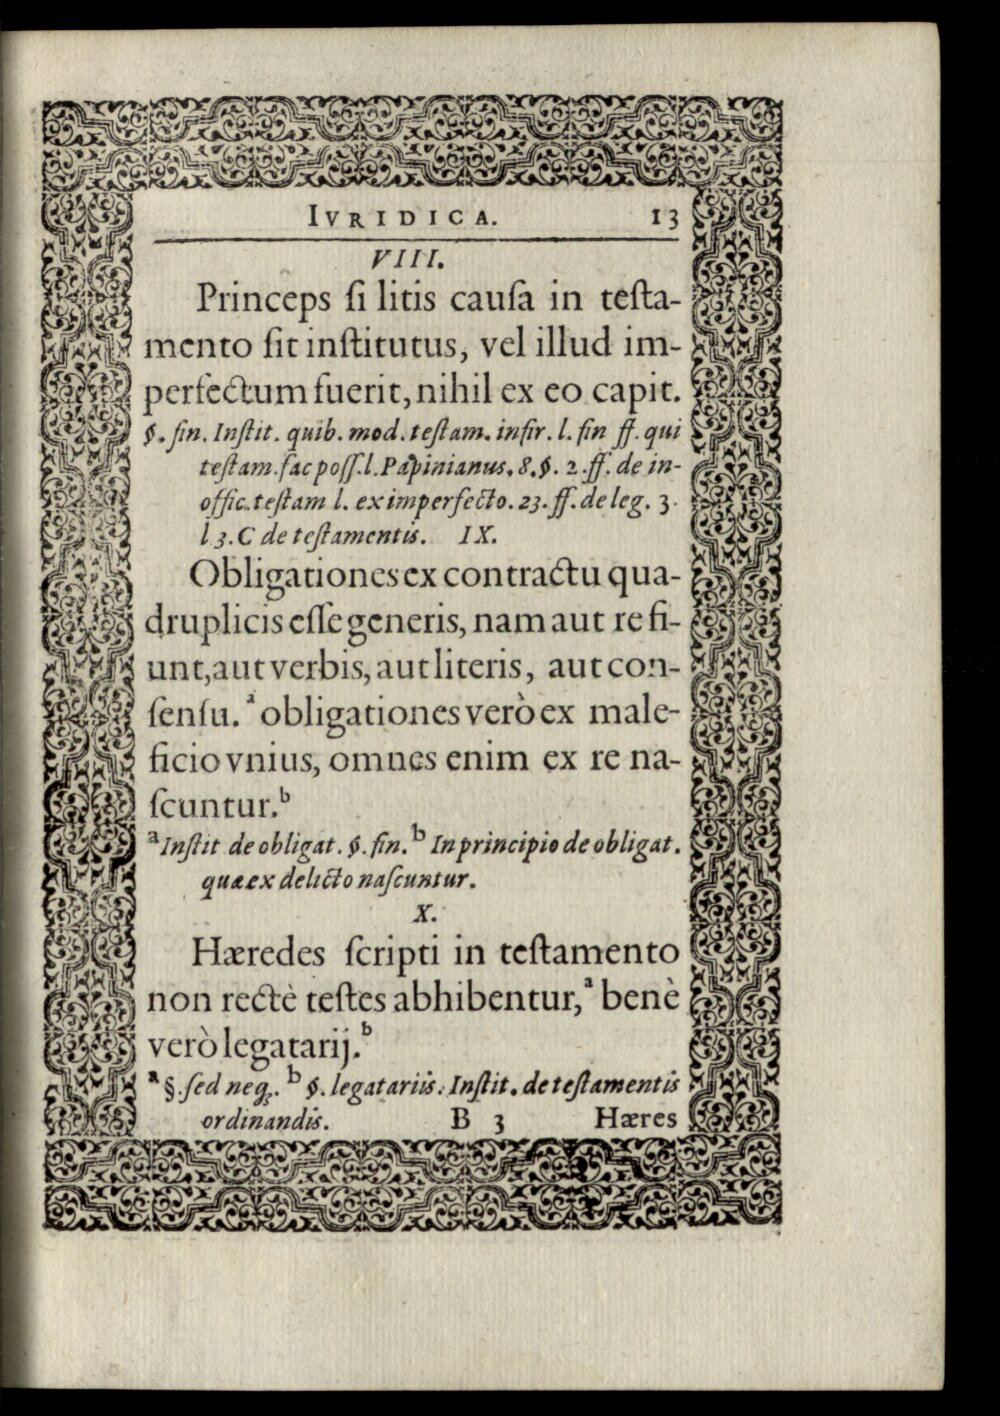 IVRIDICA. 13
VIII.
Princeps ſi litis cauſa in teſta-
mento ſit inſtitutus, vel illud im-
perfectum fuerit, nihil ex eo capit.
§. fin. Inſtit. quib. mod. teſtam. infir. l. fin ff. qui
teſtam. fac poſſ. l. Papinianus. 8. §. 2. ff. de in-
offic. teſtam l. ex imperfecto. 23. ff. de leg. 3.
l 3. C de teſtamentis. IX.
Obligationes ex contractu qua-
druplicis eſſe generis, nam aut re fi-
unt, aut verbis, aut literis, aut con-
ſenſu. ª obligationes verò ex male-
ficio vnius, omnes enim ex re na-
ſcuntur. ᵇ
ª Inſtit de obligat. §. fin. ᵇ In principio de obligat.
quæ ex delicto naſcuntur.
X.
Hæredes ſcripti in teſtamento
non rectè teſtes abhibentur, ª benè
verò legatarij. ᵇ
ª §. ſed neq;. ᵇ §. legatariis. Inſtit. de teſtamentis
ordinandis. B 3 Hæres